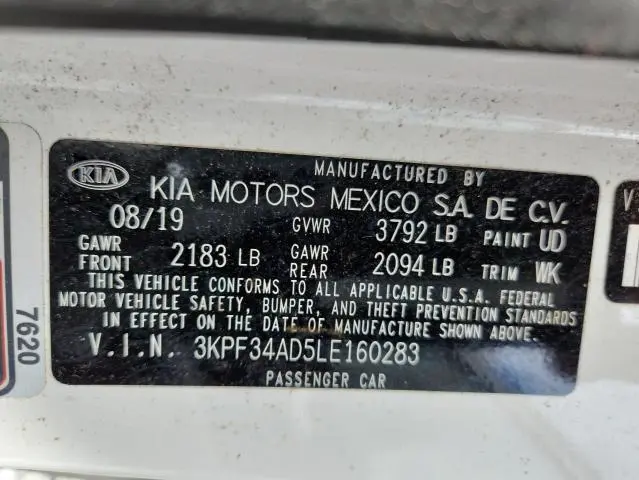 MANUFACTURED BY
KIA KIA MOTORS MEXICO S.A. DE C.V.
08/19 GVWR 3792 LB PAINT UD
GAWR FRONT 2183 LB GAWR REAR 2094 LB TRIM WK
THIS VEHICLE CONFORMS TO ALL APPLICABLE U.S.A. FEDERAL
MOTOR VEHICLE SAFETY, BUMPER, AND THEFT PREVENTION STANDARDS
IN EFFECT ON THE DATE OF MANUFACTURE SHOWN ABOVE.
V.I.N. 3KPF34AD5LE160283
PASSENGER CAR
7620
V